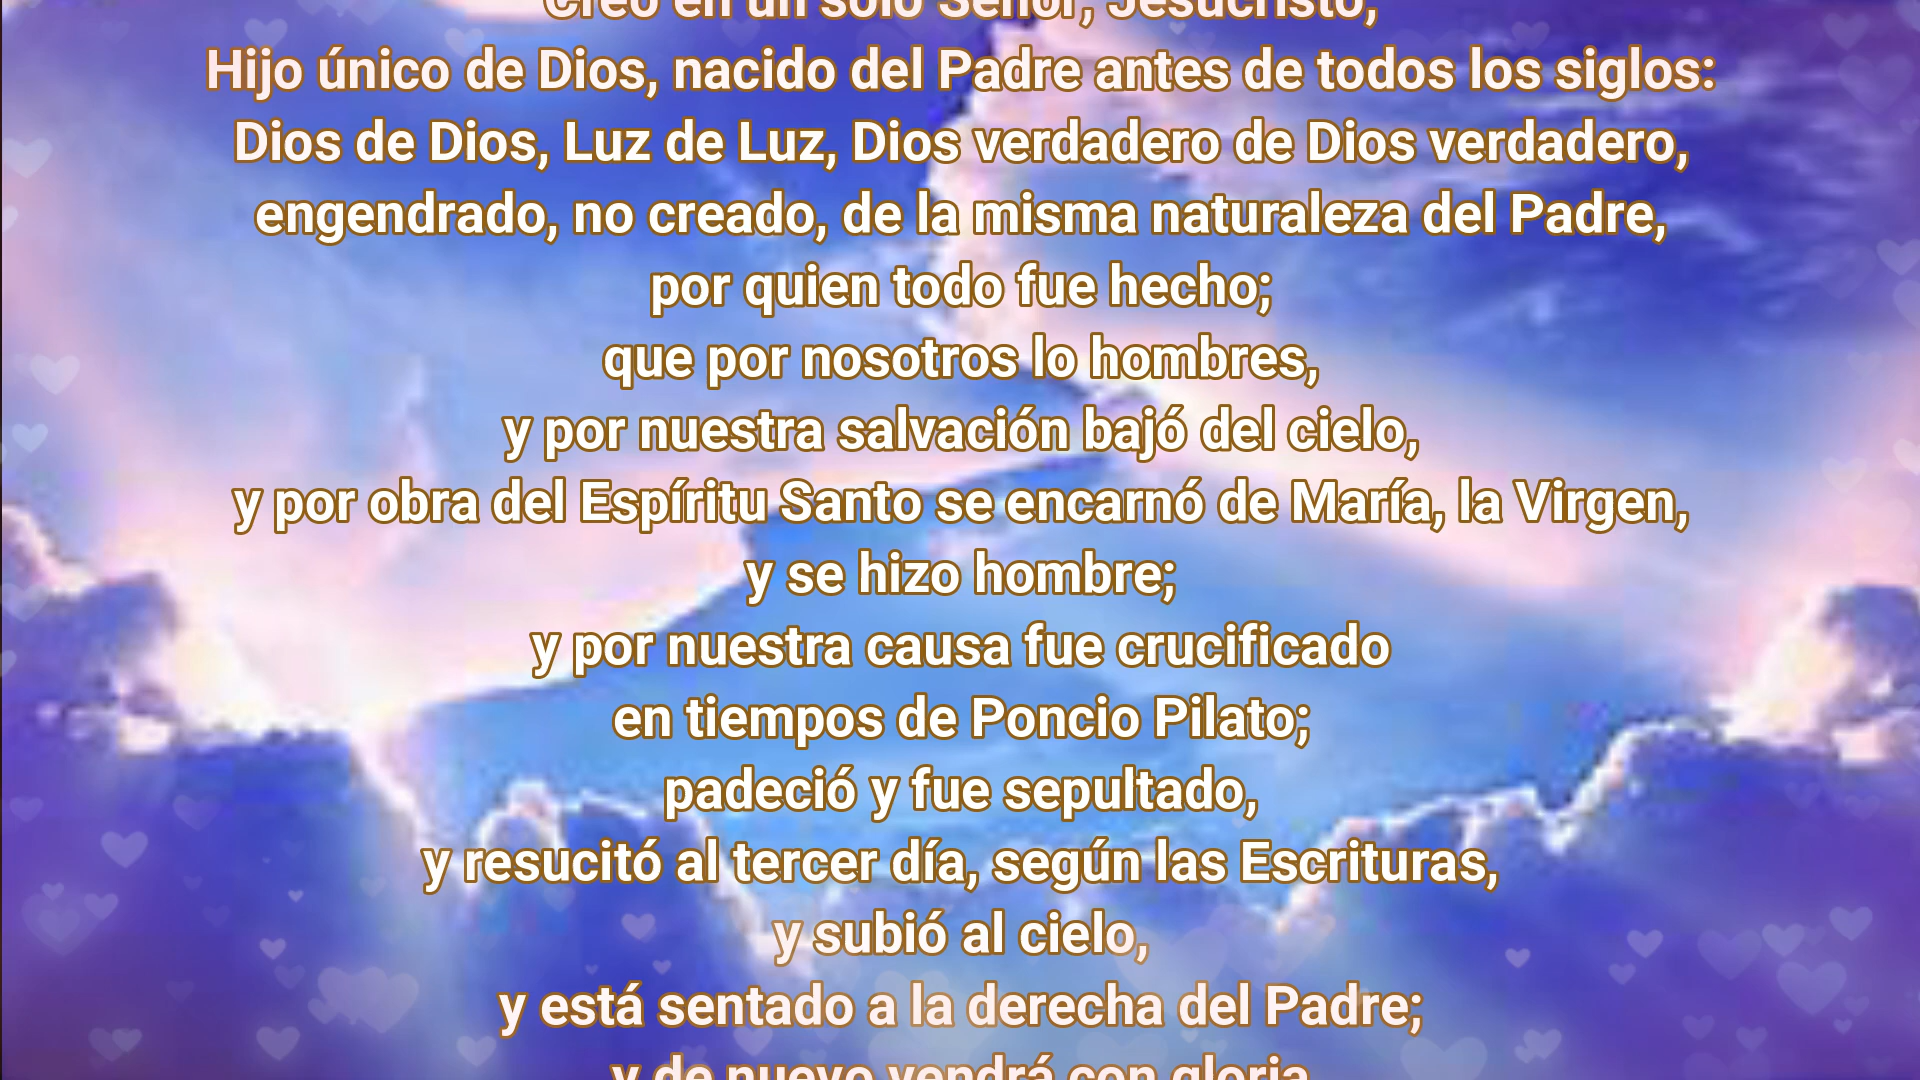 Creo en un solo Señor, Jesucristo,
Hijo único de Dios, nacido del Padre antes de todos los siglos:
Dios de Dios, Luz de Luz, Dios verdadero de Dios verdadero,
engendrado, no creado, de la misma naturaleza del Padre,
por quien todo fue hecho;
que por nosotros lo hombres,
y por nuestra salvación bajó del cielo,
y por obra del Espíritu Santo se encarnó de María, la Virgen,
y se hizo hombre;
y por nuestra causa fue crucificado
en tiempos de Poncio Pilato;
padeció y fue sepultado,
y resucitó al tercer día, según las Escrituras,
y subió al cielo,
y está sentado a la derecha del Padre;
y de nuevo vendrá con gloria